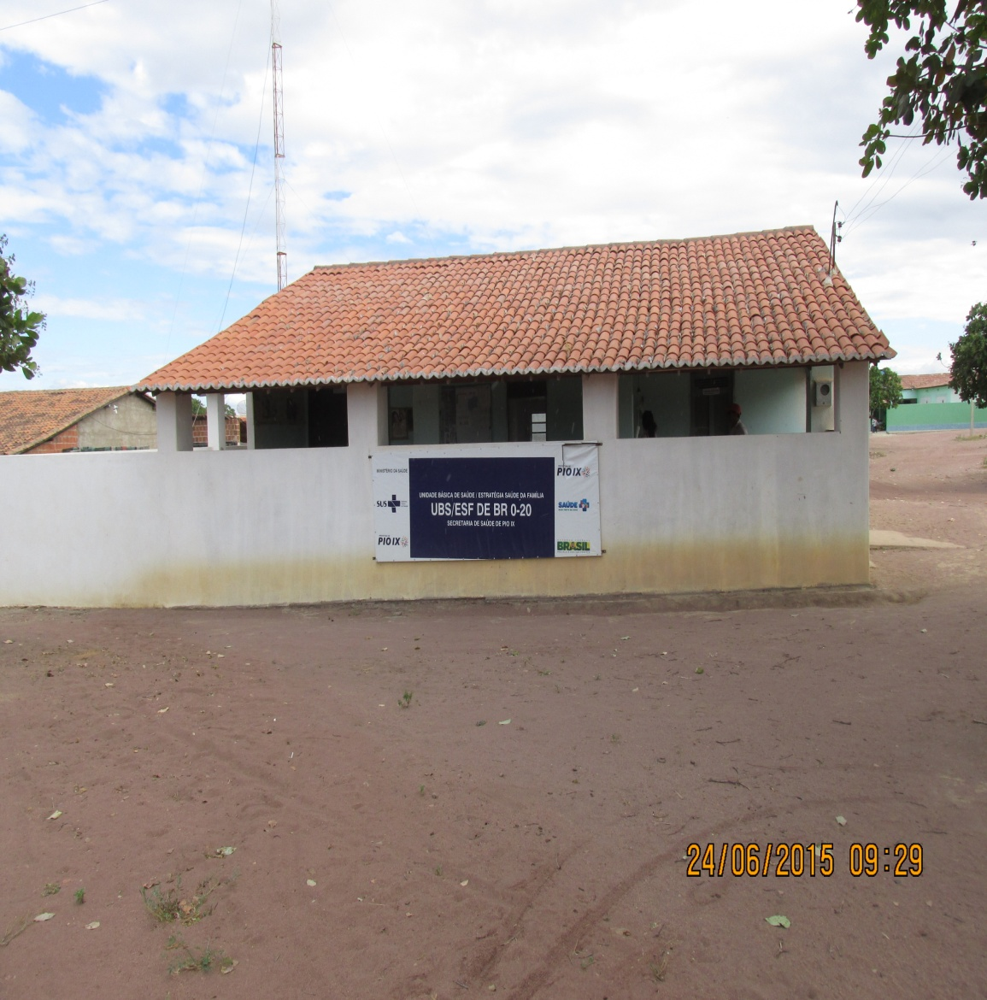 MINISTÉRIO DA SAÚDE
SUS
PIO IX
UNIDADE BÁSICA DE SAÚDE / ESTRATÉGIA SAÚDE DA FAMÍLIA
UBS/ESF DE BR 0-20
SECRETARIA DE SAÚDE DE PIO IX
PIO IX
SAÚDE
BRASIL
24/06/2015 09:29